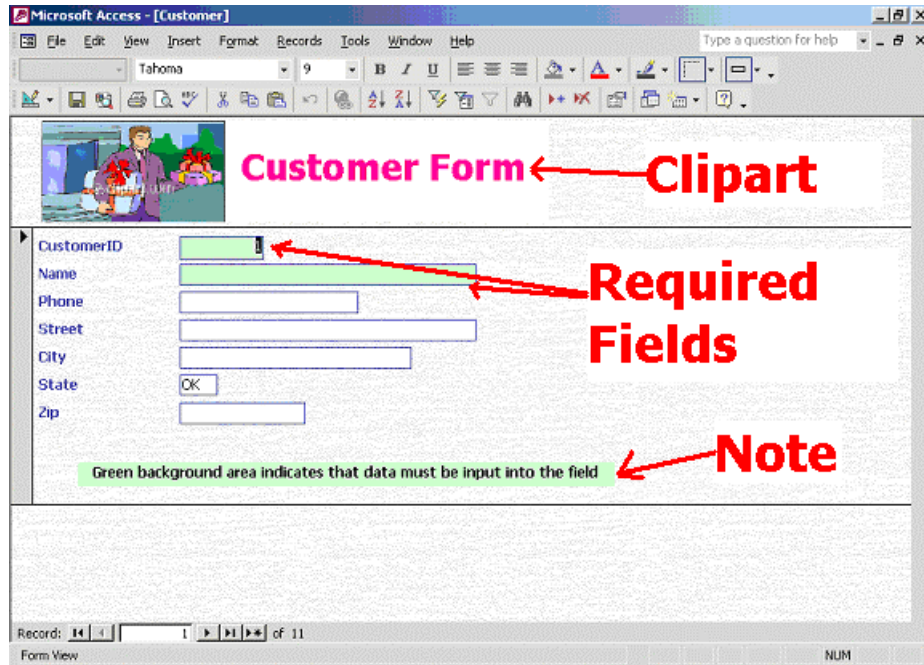 Microsoft Access - [Customer]
File Edit View Insert Format Records Tools Window Help
Type a question for help
Tahoma 9 B I U
Customer Form
Clipart
CustomerID 1
Name
Phone
Street
City
State OK
Zip
Required
Fields
Green background area indicates that data must be input into the field
Note
Record: 1 of 11
Form View NUM